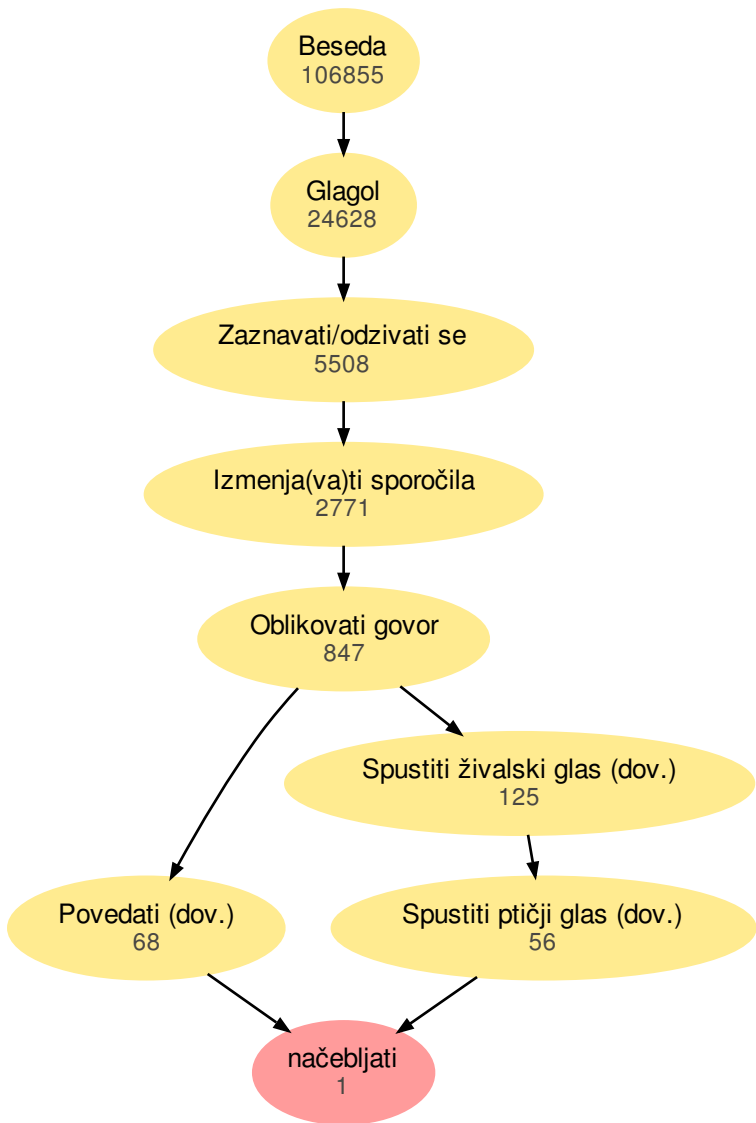 Beseda
106855
Glagol
24628
Zaznavati/odzivati se
5508
Izmenja(va)ti sporočila
2771
Oblikovati govor
847
Spustiti živalski glas (dov.)
125
Povedati (dov.)
68
Spustiti ptičji glas (dov.)
56
načebljati
1